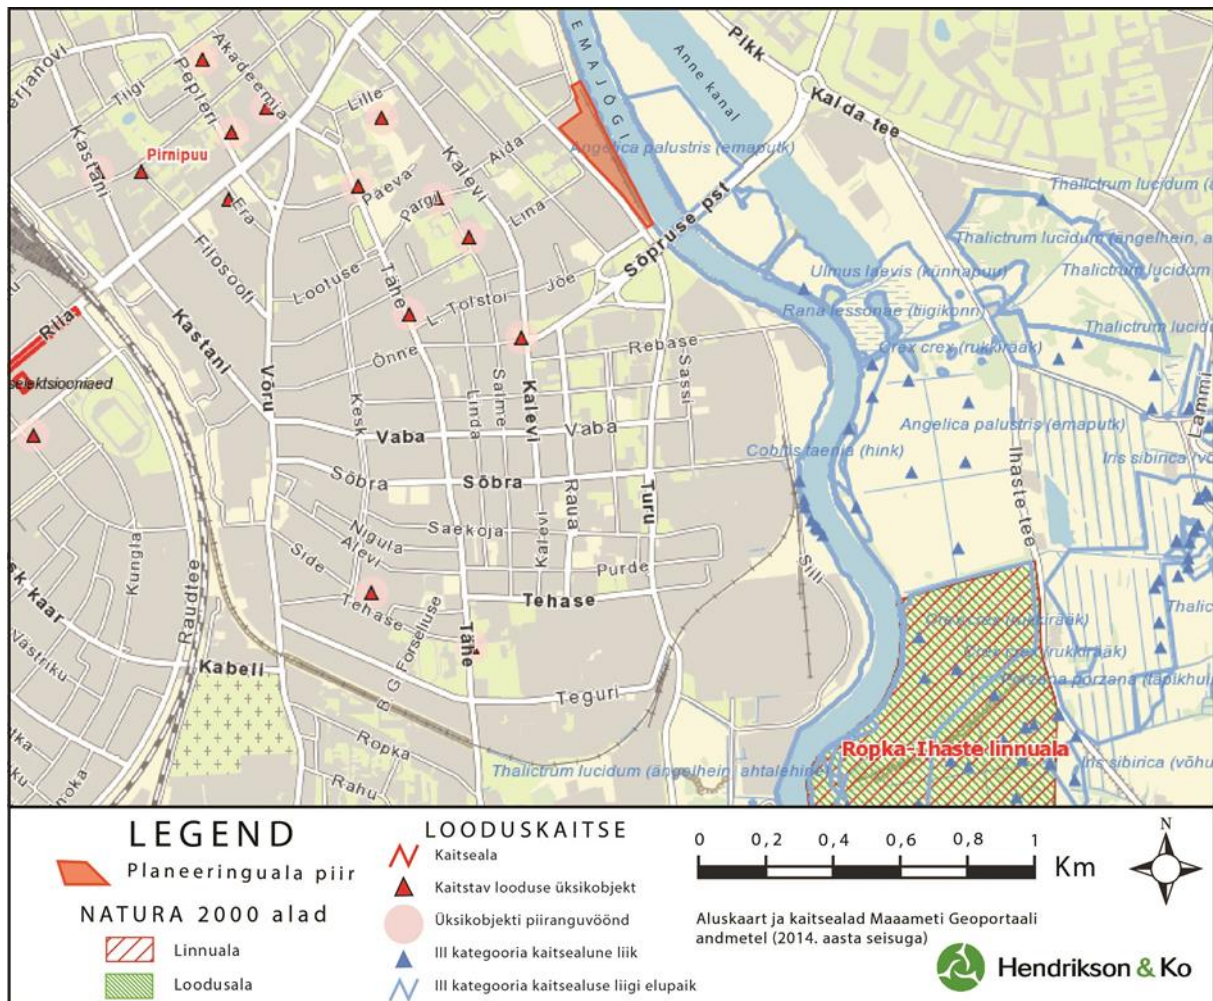 EMAJÕGI
Anne kanal
Pikk
Kalda tee
Akadeemia
Tiigi
Pepleri
Lille
Kastani
Pirnipuu
Kalevi
Aida
Angelica palustris (emaputk)
Era
Päeva
Pargi
Lina
Filosoofi
Sõpruse pst
Lootuse
Tähe
L Tolstoi
Jõe
Riia
Kastani
Õnne
Rebase
Sassi
Võru
Kesk
Linda
Salme
Kalevi
Vaba
Vaba
Sõbra
Sõbra
Raua
Turu
Saekoja
Kalevi
Nigula
Alevi
Side
Purde
Tehase
Tehase
Kungla
Raudtee
Forseliuse
B G
Tähe
Kabeli
Teguri
Ropka
Rahu
Siili
Ihaste tee
Lammi
Thalictrum lucidum (a
Thalictrum lucidum (ängelhein, a
Ulmus laevis (künnapuu)
Thalictrum lucidum
Rana lessonae (tiigikonn)
Thalictrum lucidu
Crex crex (rukkirääk)
Angelica palustris (emaputk)
Cobitis taenia (hink)
Iris sibirica (võ
Thalic
Crex crex (rukkirääk)
Crex crex (rukkirääk)
Porzana porzana (täpikhui
Ropka-Ihaste linnuala
Iris sibirica (võhu
Thalictrum lucidum (ängelhein, ahtalehine)
LEGEND
Planeeringuala piir
NATURA 2000 alad
Linnuala
Loodusala
LOODUSKAITSE
Kaitseala
Kaitstav looduse üksikobjekt
Üksikobjekti piiranguvöönd
III kategooria kaitsealune liik
III kategooria kaitsealuse liigi elupaik
0 0,2 0,4 0,6 0,8 1
Km
N
Aluskaart ja kaitsealad Maaameti Geoportaali
andmetel (2014. aasta seisuga)
Hendrikson & Ko